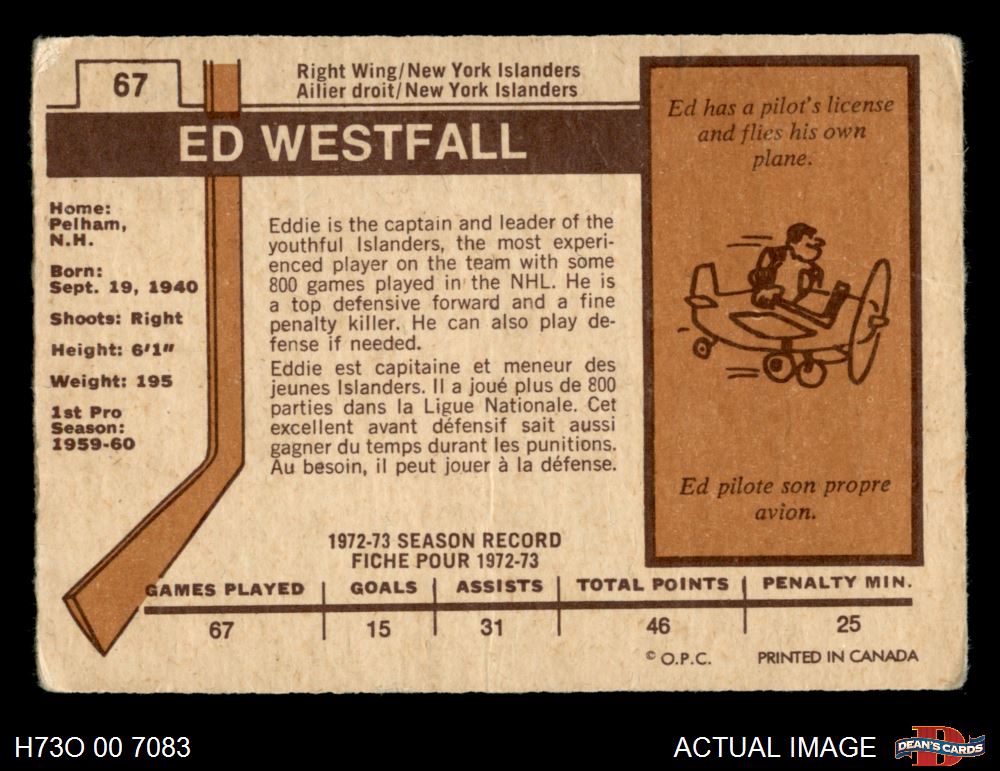 67
Right Wing/New York Islanders
Ailier droit/New York Islanders
ED WESTFALL
Home:
Pelham,
N.H.
Born:
Sept. 19, 1940
Shoots: Right
Height: 6'1"
Weight: 195
1st Pro
Season:
1959-60
Eddie is the captain and leader of the
youthful Islanders, the most experi-
enced player on the team with some
800 games played in the NHL. He is
a top defensive forward and a fine
penalty killer. He can also play de-
fense if needed.
Eddie est capitaine et meneur des
jeunes Islanders. Il a joué plus de 800
parties dans la Ligue Nationale. Cet
excellent avant défensif sait aussi
gagner du temps durant les punitions.
Au besoin, il peut jouer à la défense.
Ed has a pilot's license
and flies his own
plane.
Ed pilote son propre
avion.
1972-73 SEASON RECORD
FICHE POUR 1972-73
GAMES PLAYED GOALS ASSISTS TOTAL POINTS PENALTY MIN.
67 15 31 46 25
© O.P.C. PRINTED IN CANADA
H73O 00 7083
ACTUAL IMAGE
D
DEAN'S CARDS